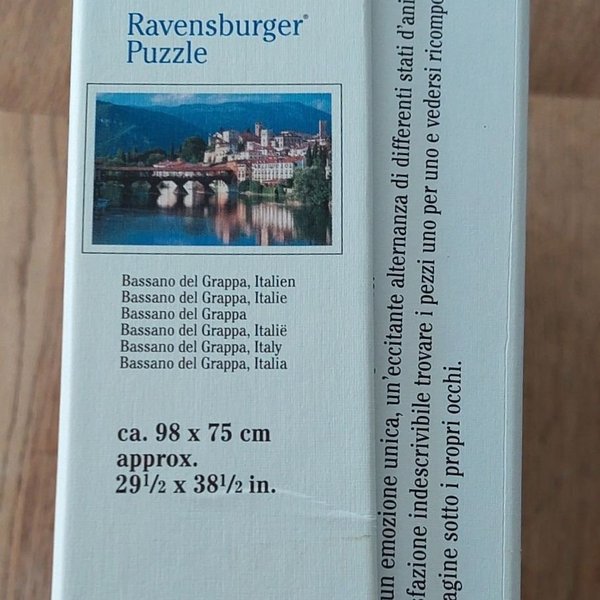 Ravensburger®
Puzzle
Bassano del Grappa, Italien
Bassano del Grappa, Italie
Bassano del Grappa
Bassano del Grappa, Italië
Bassano del Grappa, Italy
Bassano del Grappa, Italia
ca. 98 x 75 cm
approx.
29½ x 38½ in.
un emozione unica, un'eccitante alternanza di differenti stati d'ani
sfazione indescrivibile trovare i pezzi uno per uno e vedersi ricompo
agine sotto i propri occhi.